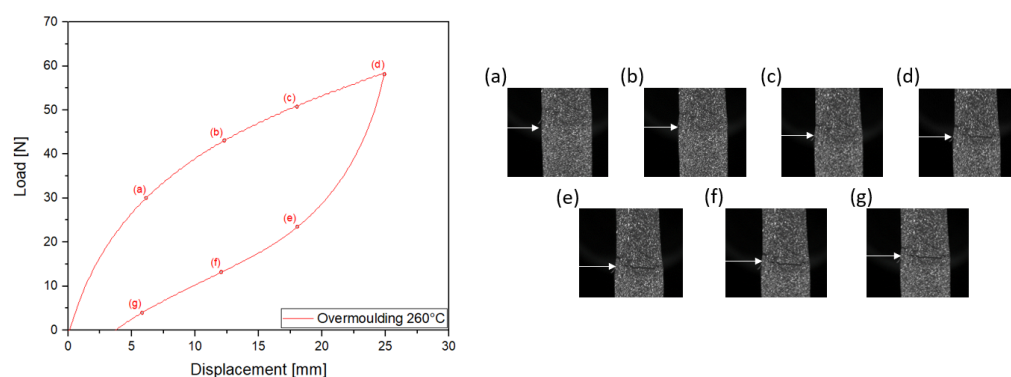 70
60
50
40
30
20
10
0
Load [N]
(a)
(b)
(c)
(d)
(e)
(f)
(g)
Overmoulding 260°C
0 5 10 15 20 25 30
Displacement [mm]
(a) (b) (c) (d)
(e) (f) (g)